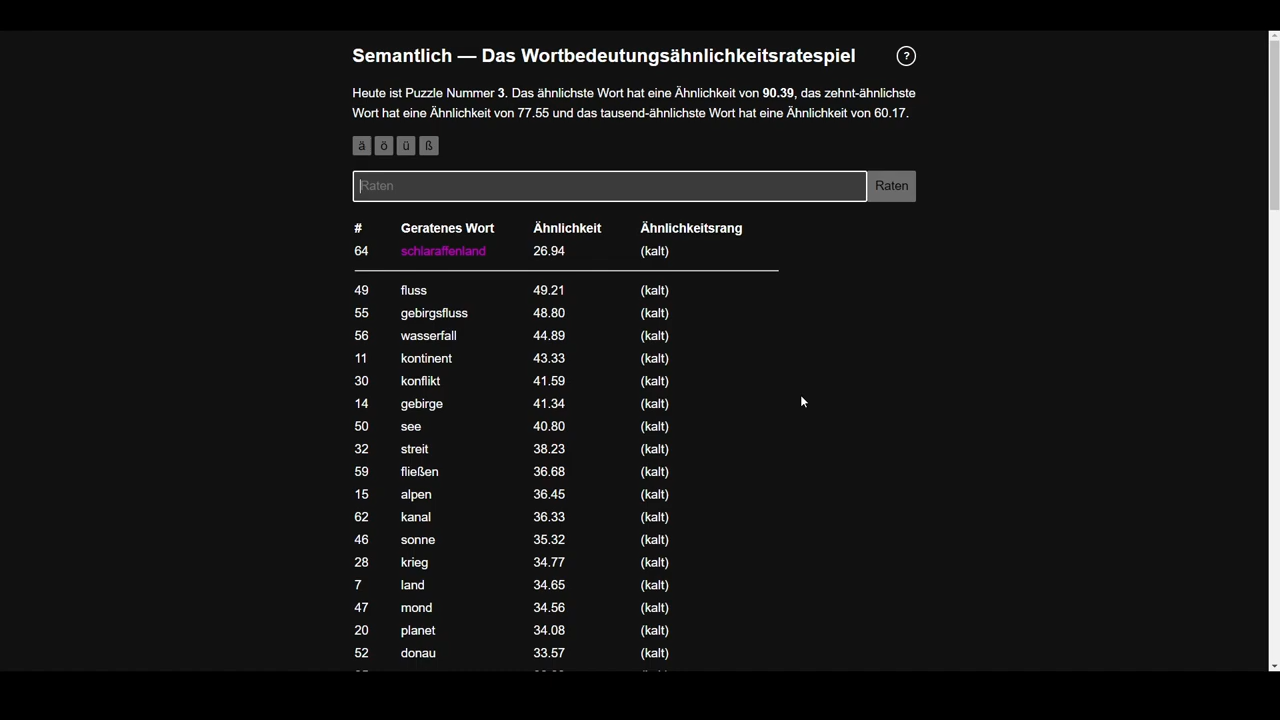 Semantlich — Das Wortbedeutungsähnlichkeitsratespiel ?
Heute ist Puzzle Nummer 3. Das ähnlichste Wort hat eine Ähnlichkeit von 90.39, das zehnt-ähnlichste
Wort hat eine Ähnlichkeit von 77.55 und das tausend-ähnlichste Wort hat eine Ähnlichkeit von 60.17.
ä ö ü ß
Raten Raten
# Geratenes Wort Ähnlichkeit Ähnlichkeitsrang
64 schlaraffenland 26.94 (kalt)
49 fluss 49.21 (kalt)
55 gebirgsfluss 48.80 (kalt)
56 wasserfall 44.89 (kalt)
11 kontinent 43.33 (kalt)
30 konflikt 41.59 (kalt)
14 gebirge 41.34 (kalt)
50 see 40.80 (kalt)
32 streit 38.23 (kalt)
59 fließen 36.68 (kalt)
15 alpen 36.45 (kalt)
62 kanal 36.33 (kalt)
46 sonne 35.32 (kalt)
28 krieg 34.77 (kalt)
7 land 34.65 (kalt)
47 mond 34.56 (kalt)
20 planet 34.08 (kalt)
52 donau 33.57 (kalt)